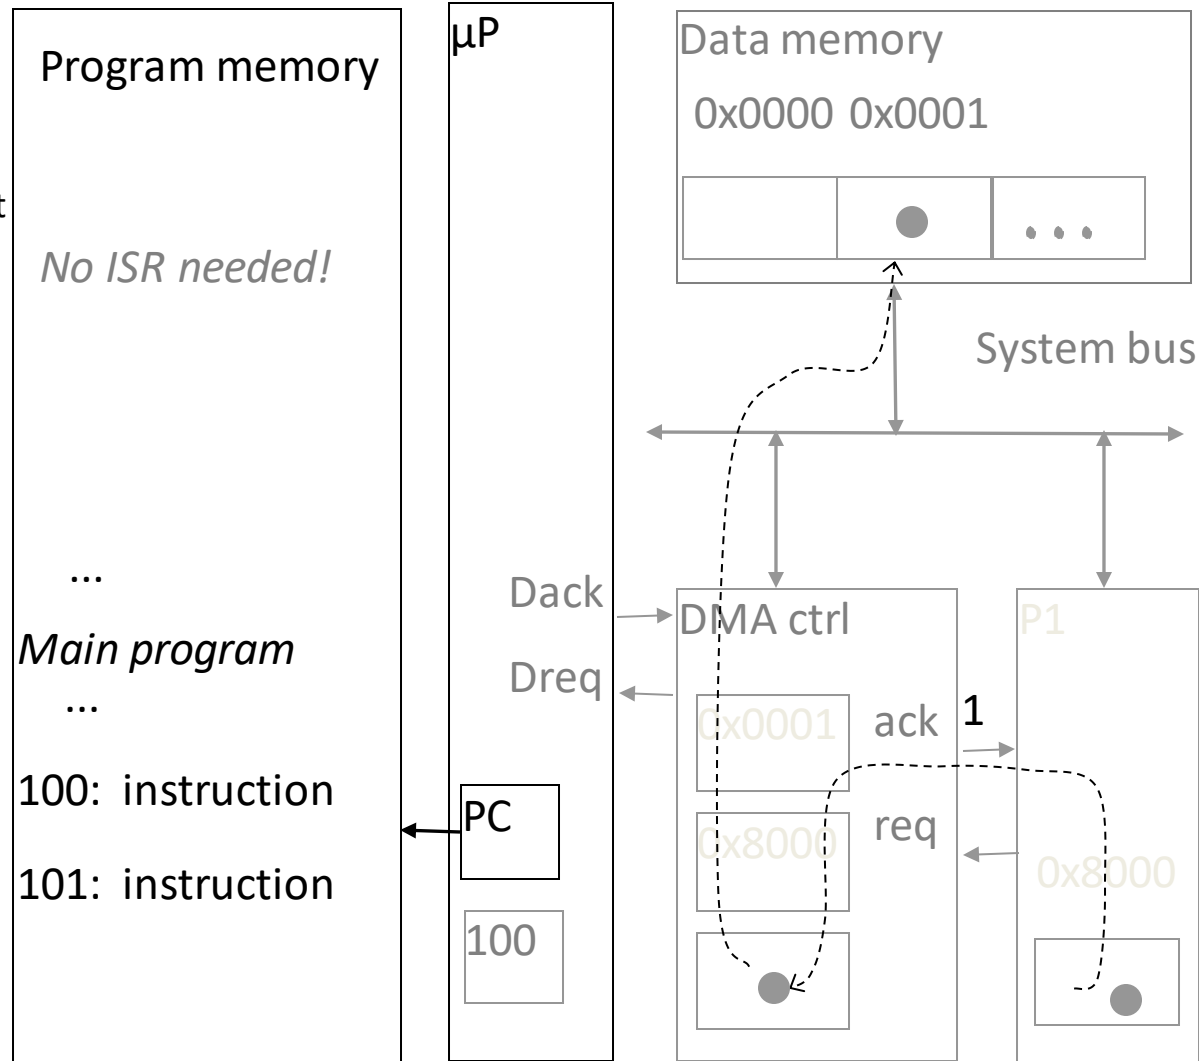 Program memory
t
No ISR needed!
...
Main program
...
100: instruction
101: instruction
µP
Dack
Dreq
PC
100
Data memory
0x0000 0x0001
System bus
DMA ctrl
0x0001
0x8000
ack 1
req
P1
0x8000